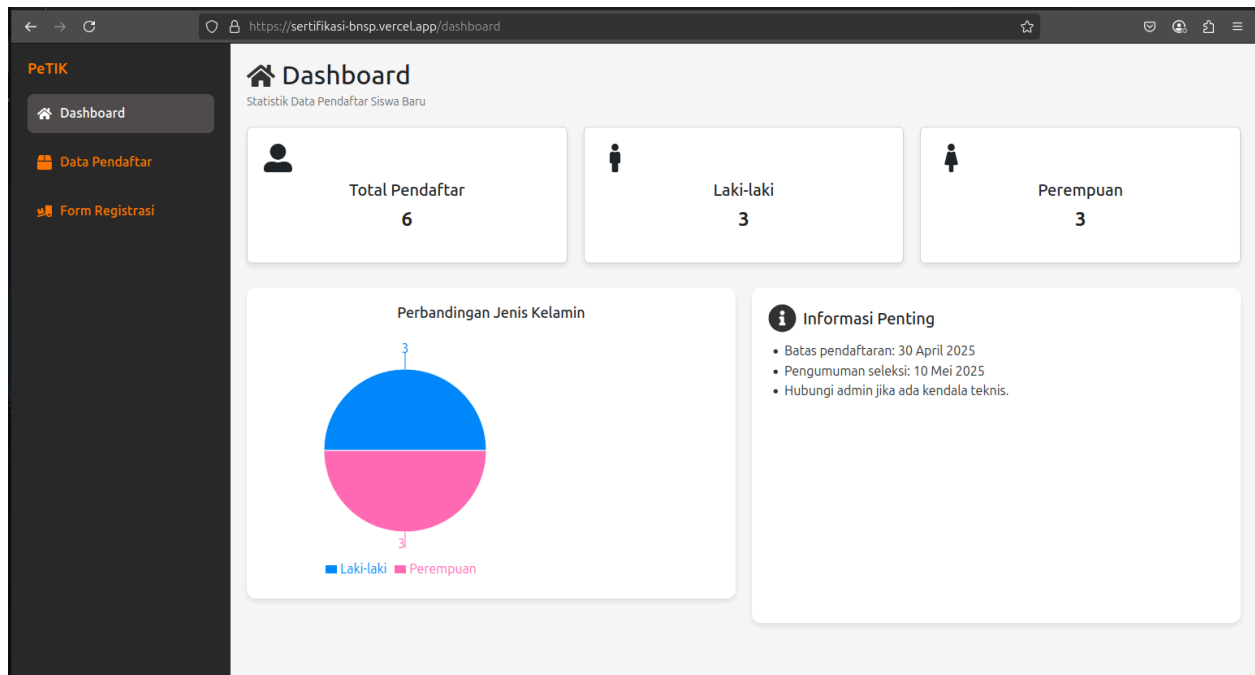 https://sertifikasi-bnsp.vercel.app/dashboard
PeTIK
Dashboard
Data Pendaftar
Form Registrasi
Dashboard
Statistik Data Pendaftar Siswa Baru
Total Pendaftar
6
Laki-laki
3
Perempuan
3
Perbandingan Jenis Kelamin
3
3
Laki-laki Perempuan
Informasi Penting
• Batas pendaftaran: 30 April 2025
• Pengumuman seleksi: 10 Mei 2025
• Hubungi admin jika ada kendala teknis.